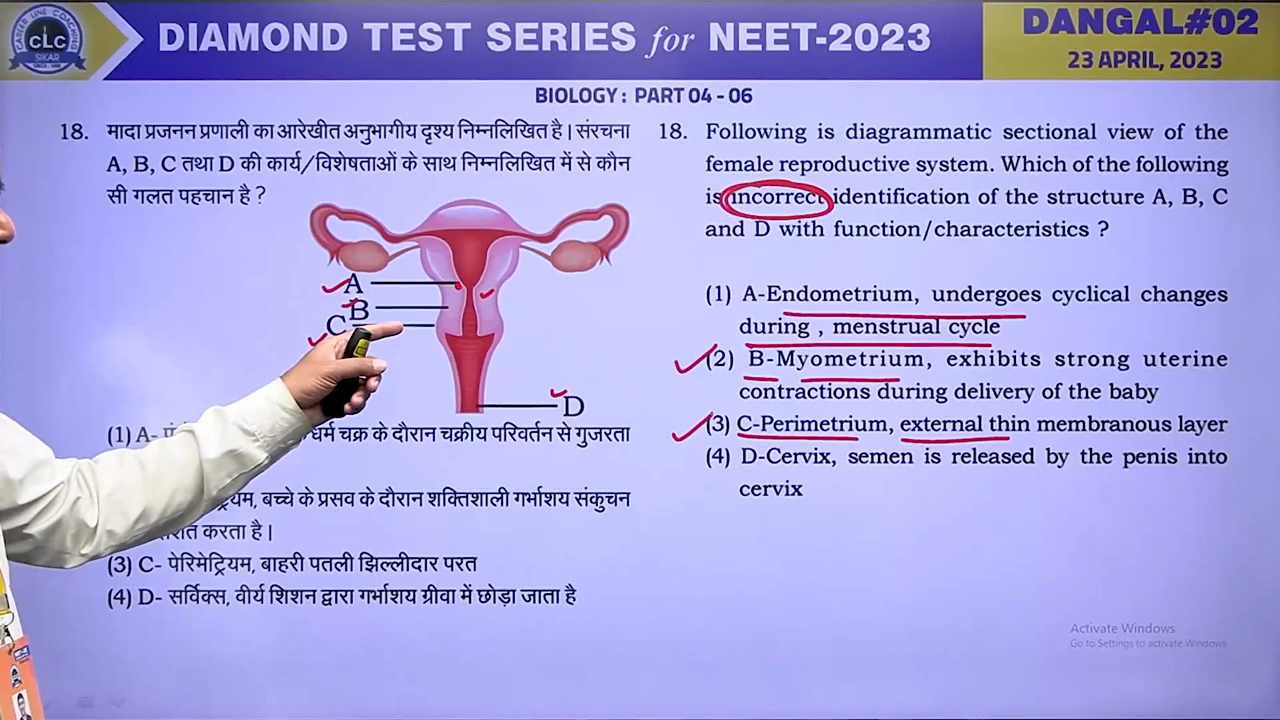 CAREER LINE COACHING
CLC
SIKAR
DIAMOND TEST SERIES for NEET-2023
DANGAL#02
23 APRIL, 2023
BIOLOGY : PART 04 - 06
18. मादा प्रजनन प्रणाली का आरेखीत अनुभागीय दृश्य निम्नलिखित है। संरचना
A, B, C तथा D की कार्य/विशेषताओं के साथ निम्नलिखित में से कौन
सी गलत पहचान है ?
A
B
C
D
(1) A-
धर्म चक्र के दौरान चक्रीय परिवर्तन से गुजरता
बच्चे के प्रसव के दौरान शक्तिशाली गर्भाशय संकुचन
करता है।
(3) C- पेरिमेट्रियम, बाहरी पतली झिल्लीदार परत
(4) D- सर्विक्स, वीर्य शिशन द्वारा गर्भाशय ग्रीवा में छोड़ा जाता है
18. Following is diagrammatic sectional view of the
female reproductive system. Which of the following
is incorrect identification of the structure A, B, C
and D with function/characteristics ?
(1) A-Endometrium, undergoes cyclical changes
during , menstrual cycle
(2) B-Myometrium, exhibits strong uterine
contractions during delivery of the baby
(3) C-Perimetrium, external thin membranous layer
(4) D-Cervix, semen is released by the penis into
cervix
Activate Windows
Go to Settings to activate Windows